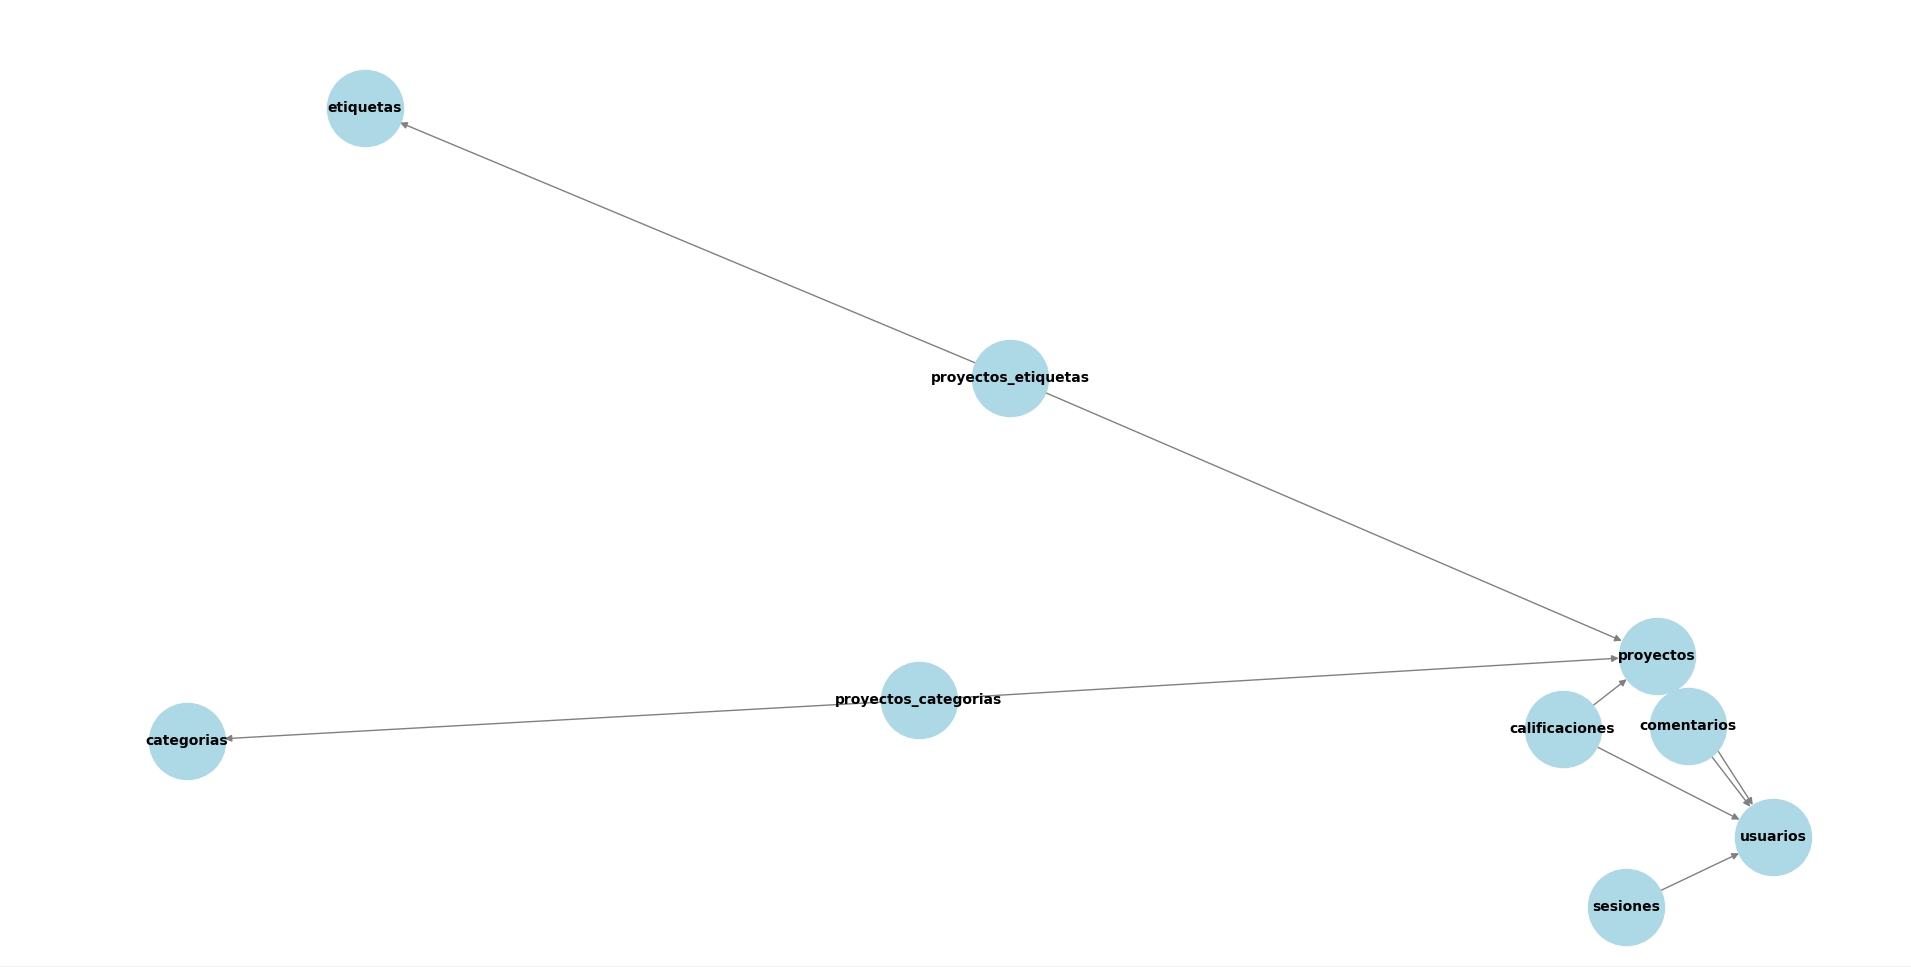 etiquetas
proyectos_etiquetas
proyectos
proyectos_categorias
categorias
calificaciones
comentarios
usuarios
sesiones